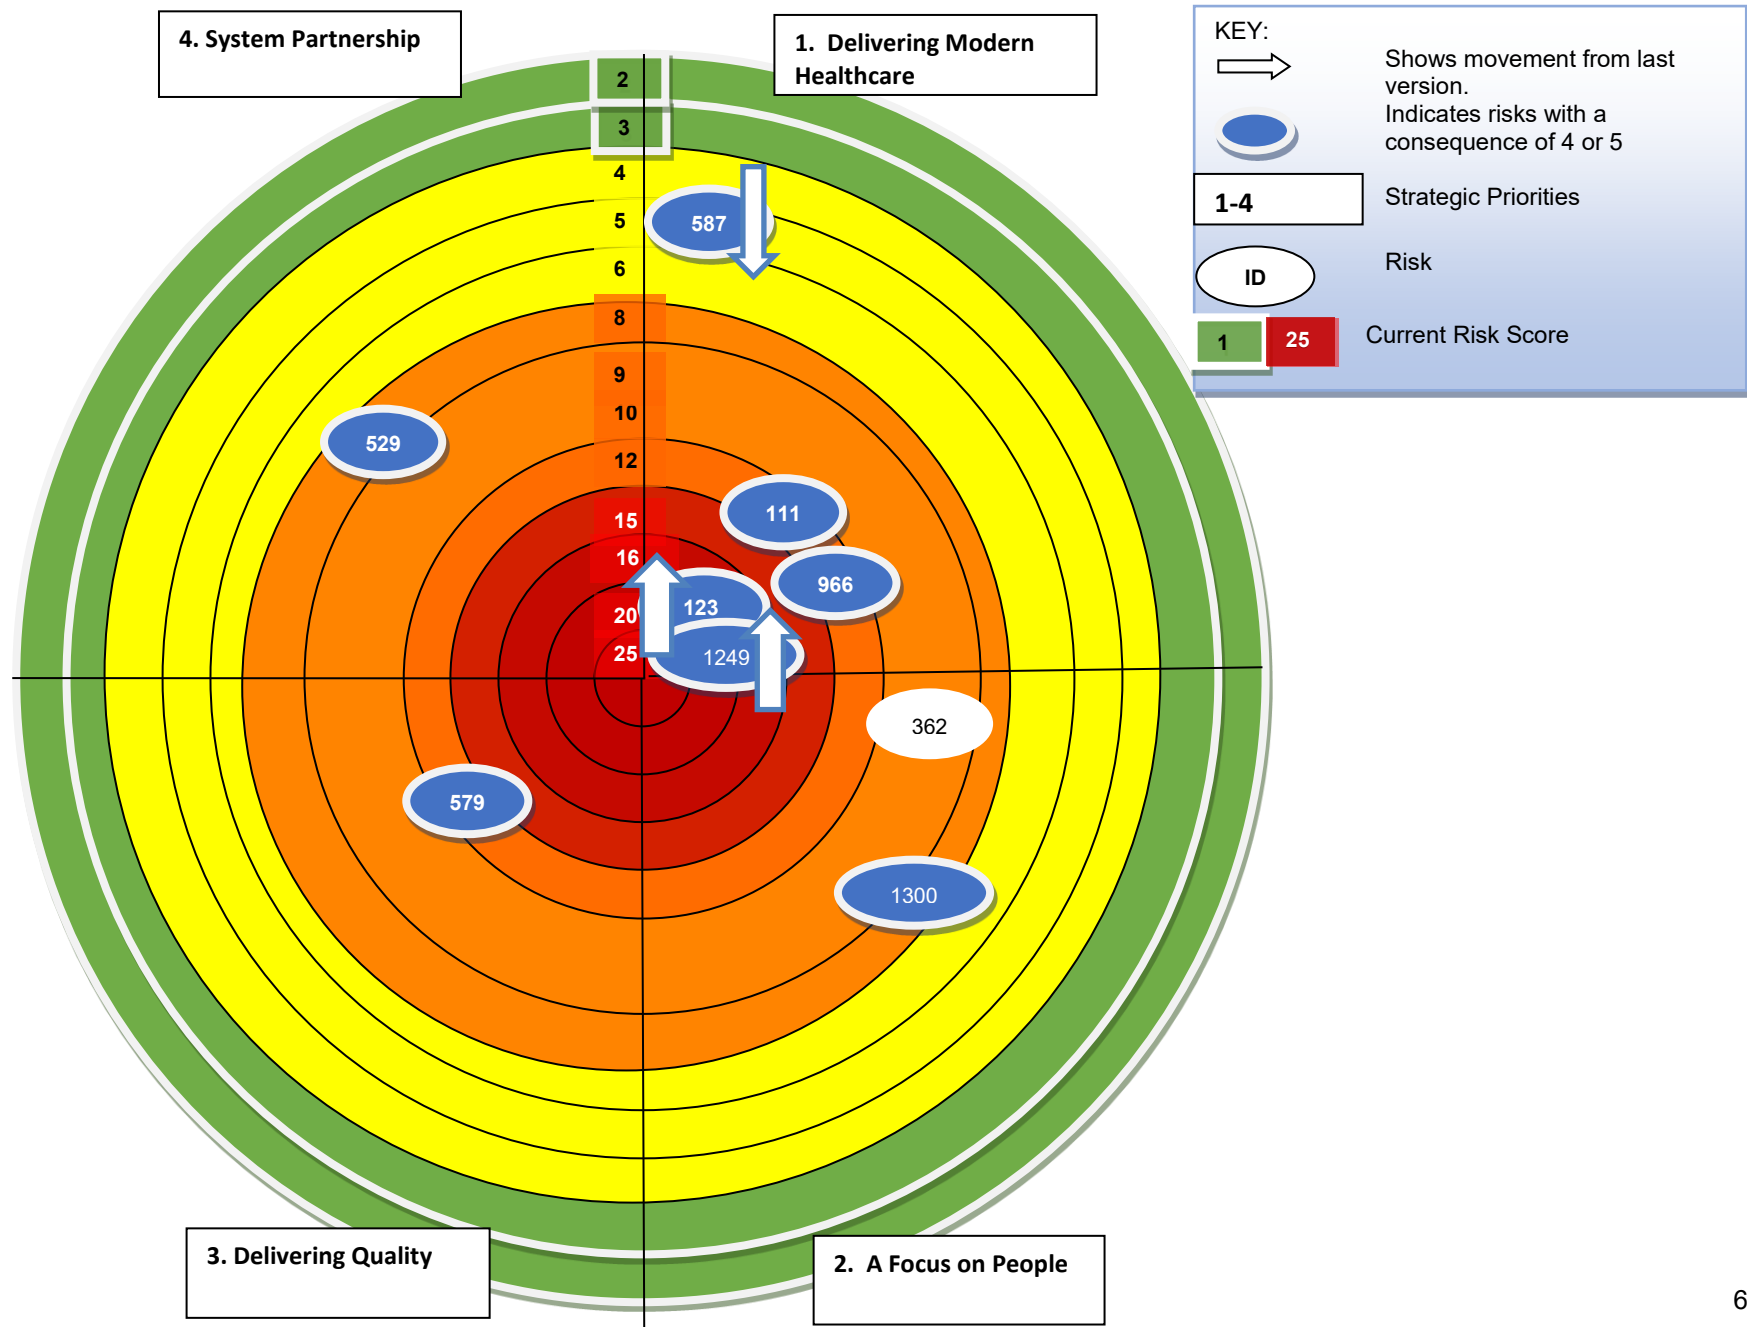 4. System Partnership
1. Delivering Modern
Healthcare
KEY:
Shows movement from last
version.
Indicates risks with a
consequence of 4 or 5
1-4
Strategic Priorities
ID
Risk
1
25
Current Risk Score
2
3
4
5
6
8
9
10
12
15
16
20
25
587
529
111
966
123
1249
362
579
1300
3. Delivering Quality
2. A Focus on People
6